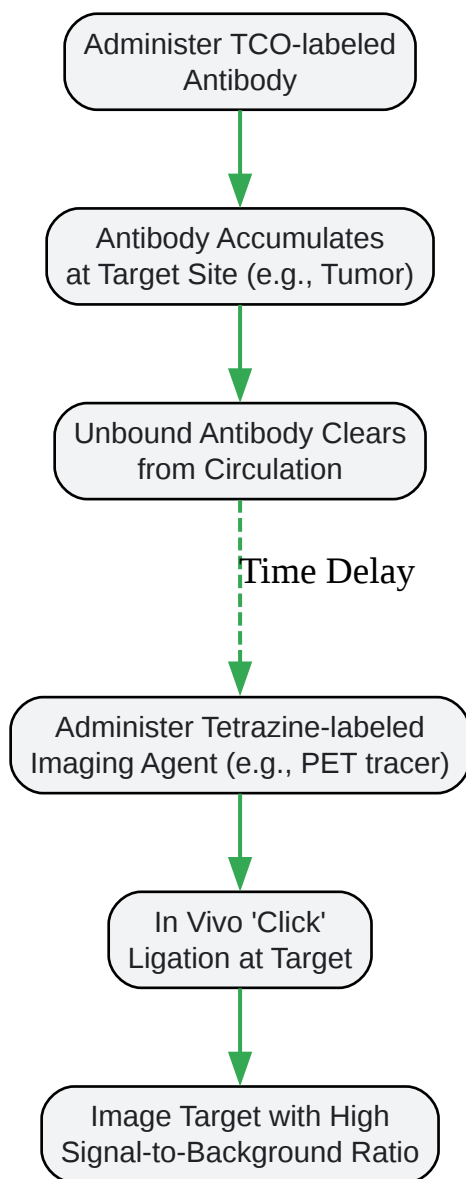 Administer TCO-labeled
Antibody
Antibody Accumulates
at Target Site (e.g., Tumor)
Unbound Antibody Clears
from Circulation
Time Delay
Administer Tetrazine-labeled
Imaging Agent (e.g., PET tracer)
In Vivo 'Click'
Ligation at Target
Image Target with High
Signal-to-Background Ratio